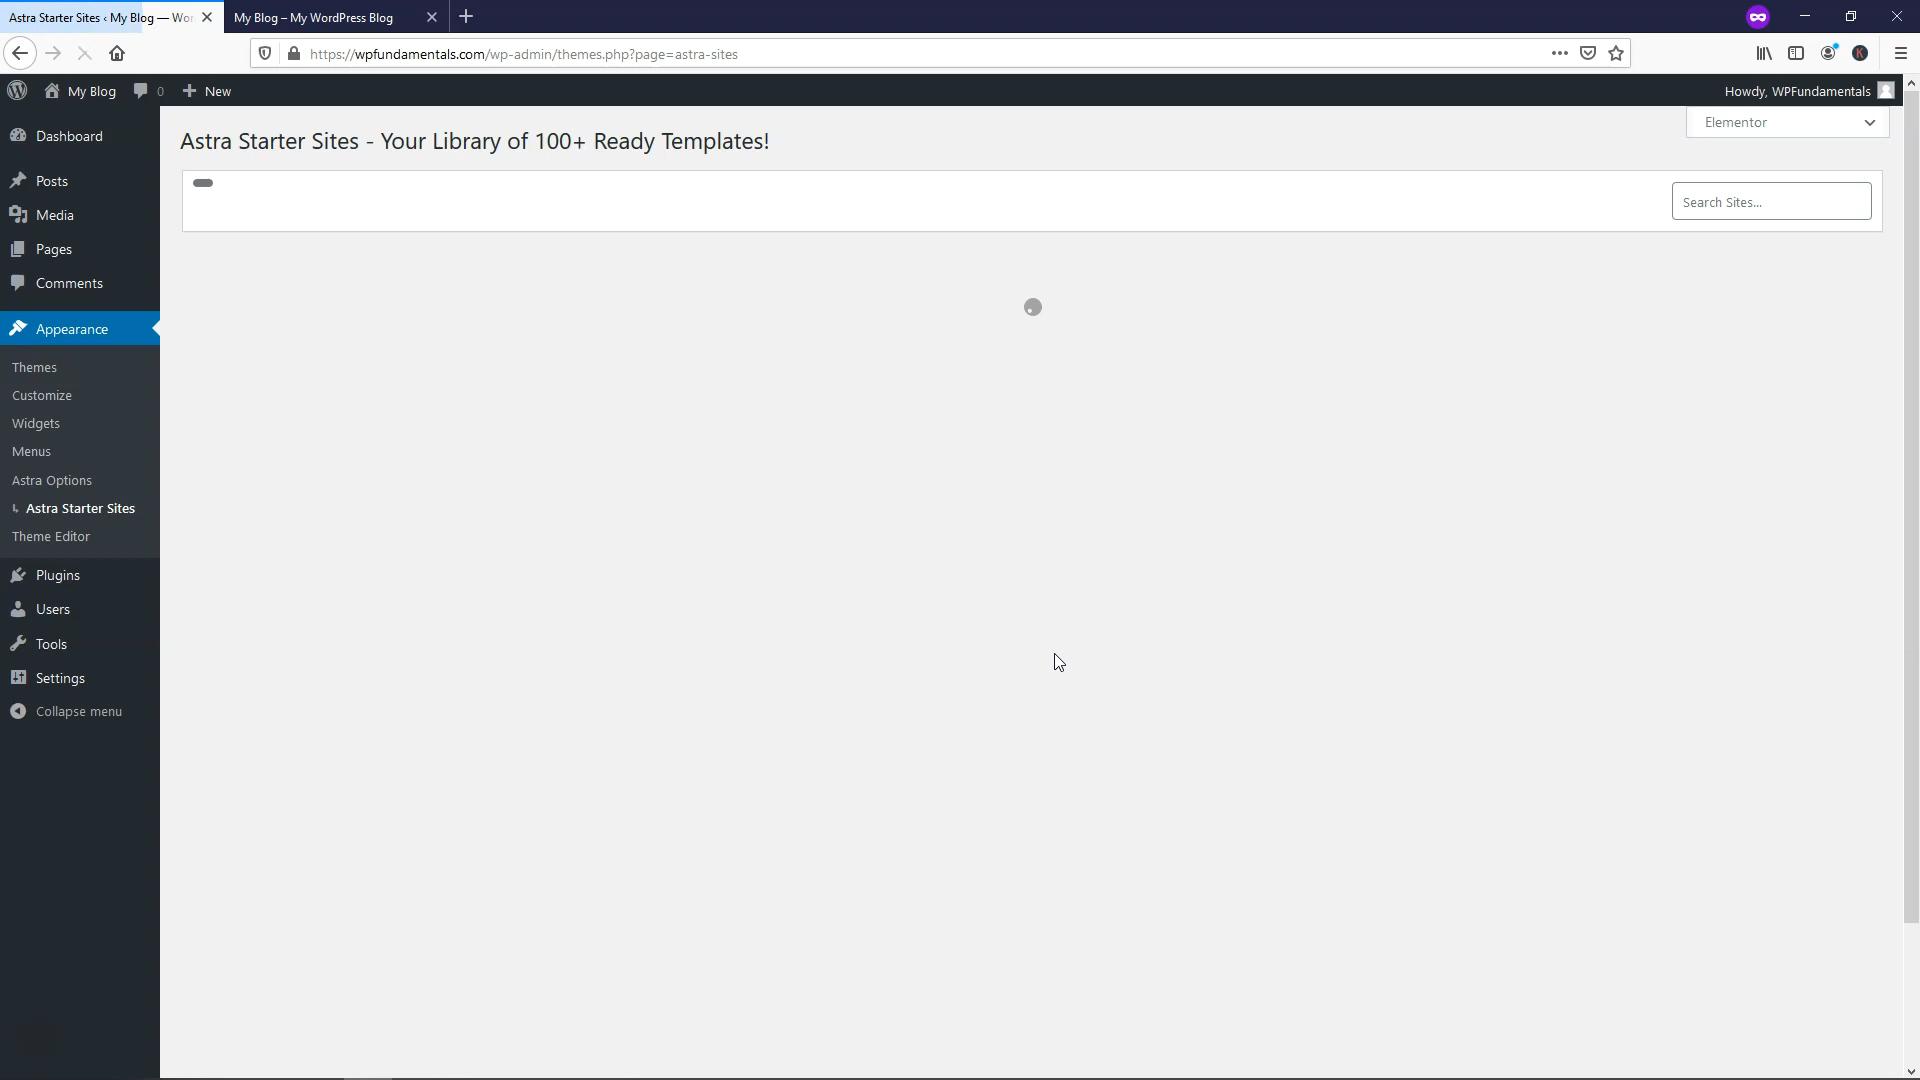 Astra Starter Sites ‹ My Blog — Wor
My Blog – My WordPress Blog
https://wpfundamentals.com/wp-admin/themes.php?page=astra-sites
K
My Blog
0
New
Howdy, WPFundamentals
Elementor
Astra Starter Sites - Your Library of 100+ Ready Templates!
Search Sites...
Dashboard
Posts
Media
Pages
Comments
Appearance
Themes
Customize
Widgets
Menus
Astra Options
Astra Starter Sites
Theme Editor
Plugins
Users
Tools
Settings
Collapse menu